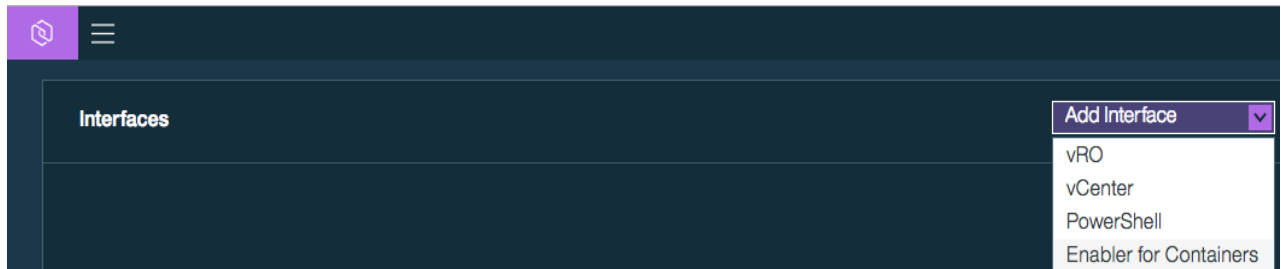 Interfaces
Add Interface
vRO
vCenter
PowerShell
Enabler for Containers